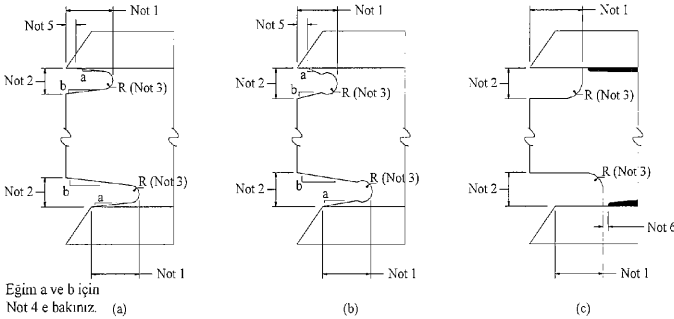 Not 1
Not 5
a
Not 2
b
R (Not 3)
R (Not 3)
Not 2
b
a
Not 1
Eğim a ve b için
Not 4 e bakınız.
(a)
Not 1
Not 5
a
Not 2
b
R (Not 3)
R (Not 3)
Not 2
b
a
Not 1
(b)
Not 1
Not 2
R (Not 3)
R (Not 3)
Not 2
Not 6
Not 1
(c)